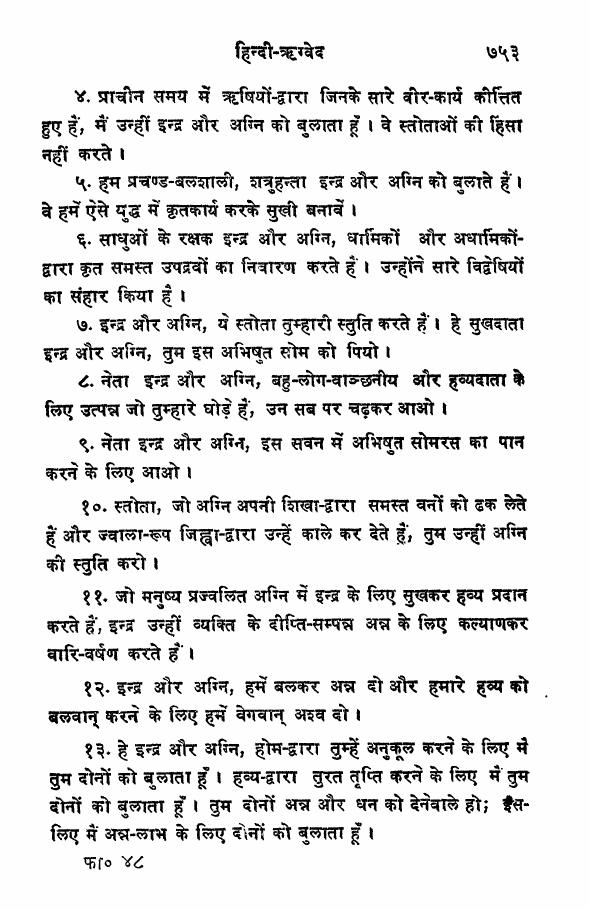 हिन्दी-ऋग्वेद ७५३
४. प्राचीन समय में ऋषियों-द्वारा जिनके सारे वीर-कार्य कीर्त्तित
हुए हैं, मैं उन्हीं इन्द्र और अग्नि को बुलाता हूँ । वे स्तोताओं की हिंसा
नहीं करते ।
५. हम प्रचण्ड-बलशाली, शत्रुहन्ता इन्द्र और अग्नि को बुलाते हैं ।
वे हमें ऐसे युद्ध में कृतकार्य करके सुखी बनावें ।
६. साधुओं के रक्षक इन्द्र और अग्नि, धार्मिकों और अधार्मिकों-
द्वारा कृत समस्त उपद्रवों का निवारण करते हैं । उन्होंने सारे विद्वेषियों
का संहार किया है ।
७. इन्द्र और अग्नि, ये स्तोता तुम्हारी स्तुति करते हैं । हे सुखदाता
इन्द्र और अग्नि, तुम इस अभिषुत सोम को पियो ।
८. नेता इन्द्र और अग्नि, बहु-लोग-वाञ्छनीय और हव्यदाता के
लिए उत्पन्न जो तुम्हारे घोड़े हैं, उन सब पर चढ़कर आओ ।
९. नेता इन्द्र और अग्नि, इस सवन में अभिषुत सोमरस का पान
करने के लिए आओ ।
१०. स्तोता, जो अग्नि अपनी शिखा-द्वारा समस्त वनों को ढक लेते
हैं और ज्वाला-रूप जिह्वा-द्वारा उन्हें काले कर देते हैं, तुम उन्हीं अग्नि
की स्तुति करो ।
११. जो मनुष्य प्रज्वलित अग्नि में इन्द्र के लिए सुखकर हव्य प्रदान
करते हैं, इन्द्र उन्हीं व्यक्ति के दीप्ति-सम्पन्न अन्न के लिए कल्याणकर
वारि-वर्षण करते हैं ।
१२. इन्द्र और अग्नि, हमें बलकर अन्न दो और हमारे हव्य को
बलवान् करने के लिए हमें वेगवान् अश्व दो ।
१३. हे इन्द्र और अग्नि, होम-द्वारा तुम्हें अनुकूल करने के लिए मैं
तुम दोनों को बुलाता हूँ । हव्य-द्वारा तुरत तृप्ति करने के लिए मैं तुम
दोनों को बुलाता हूँ । तुम दोनों अन्न और धन को देनेवाले हो; इस-
लिए मैं अन्न-लाभ के लिए दोनों को बुलाता हूँ ।
फा० ४८